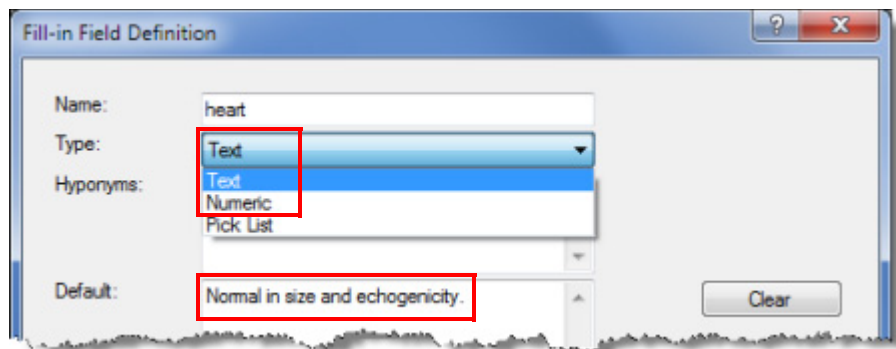 Fill-in Field Definition
Name: heart
Type: Text
Hyponyms: Text
Numeric
Pick List
Default: Normal in size and echogenicity. Clear